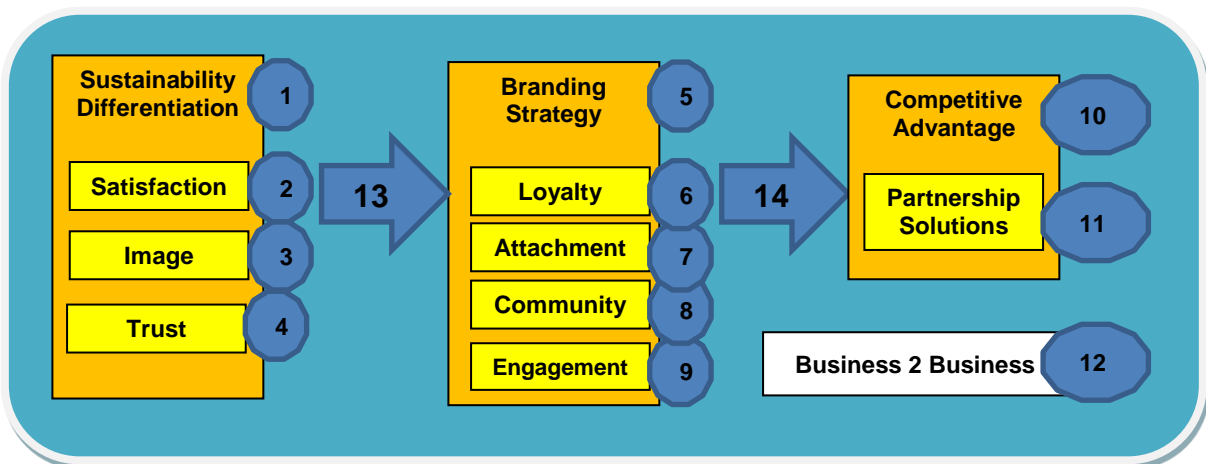 Sustainability
Differentiation
1
Satisfaction
2
Image
3
Trust
4
13
Branding
Strategy
5
Loyalty
6
Attachment
7
Community
8
Engagement
9
14
Competitive
Advantage
10
Partnership
Solutions
11
Business 2 Business
12